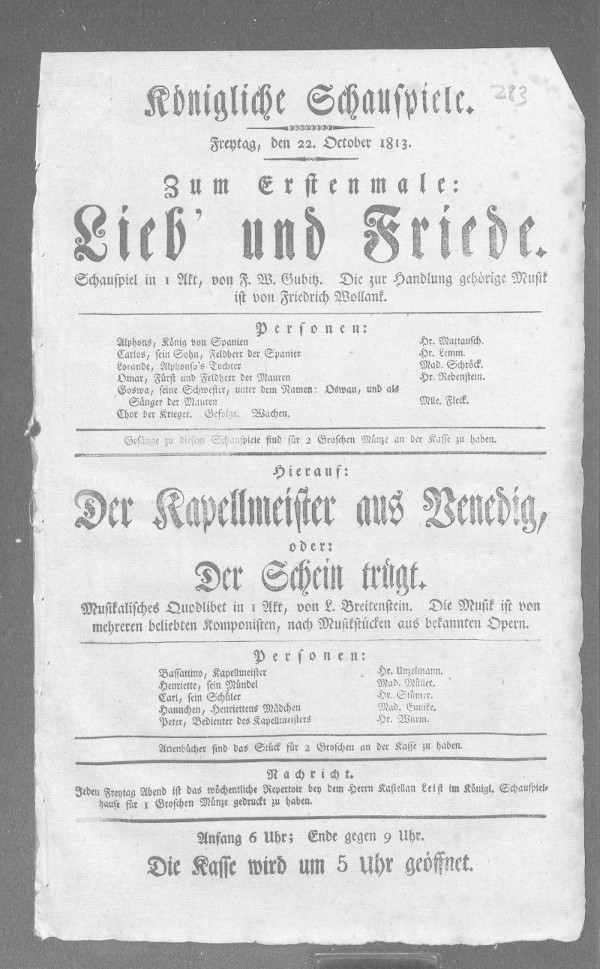 Königliche Schauspiele.
283
Freytag, den 22. October 1813.
Zum Erstenmale:
Lieb' und Friede.
Schauspiel in 1 Akt, von F. W. Gubitz. Die zur Handlung gehörige Musik
ist von Friedrich Wollank.
Personen:
Alphons, König von Spanien Hr. Mattausch.
Carlos, sein Sohn, Feldherr der Spanier Hr. Lemm.
Lorande, Alphonso's Tochter Mad. Schröck.
Omar, Fürst und Feldherr der Mauren Hr. Rebenstein.
Goswa, seine Schwester, unter dem Namen: Oswan, und als
Sänger der Mauren Mlle. Fleck.
Chor der Krieger. Gefolge. Wachen.
Gesänge zu diesem Schauspiele sind für 2 Groschen Münze an der Kasse zu haben.
Hierauf:
Der Kapellmeister aus Venedig,
oder:
Der Schein trügt.
Musikalisches Quodlibet in 1 Akt, von L. Breitenstein. Die Musik ist von
mehreren beliebten Komponisten, nach Musikstücken aus bekannten Opern.
Personen:
Bassattino, Kapellmeister Hr. Unzelmann.
Henriette, sein Mündel Mad. Müller.
Carl, sein Schüler Hr. Stümer.
Hannchen, Henriettens Mädchen Mad. Eunike.
Peter, Bedienter des Kapellmeisters Hr. Wurm.
Arienbücher sind das Stück für 2 Groschen an der Kasse zu haben.
Nachricht.
Jeden Freytag Abend ist das wöchentliche Repertoir bey dem Herrn Kastellan Leist im Königl. Schauspiel-
hause für 1 Groschen Münze gedruckt zu haben.
Anfang 6 Uhr; Ende gegen 9 Uhr.
Die Kasse wird um 5 Uhr geöffnet.